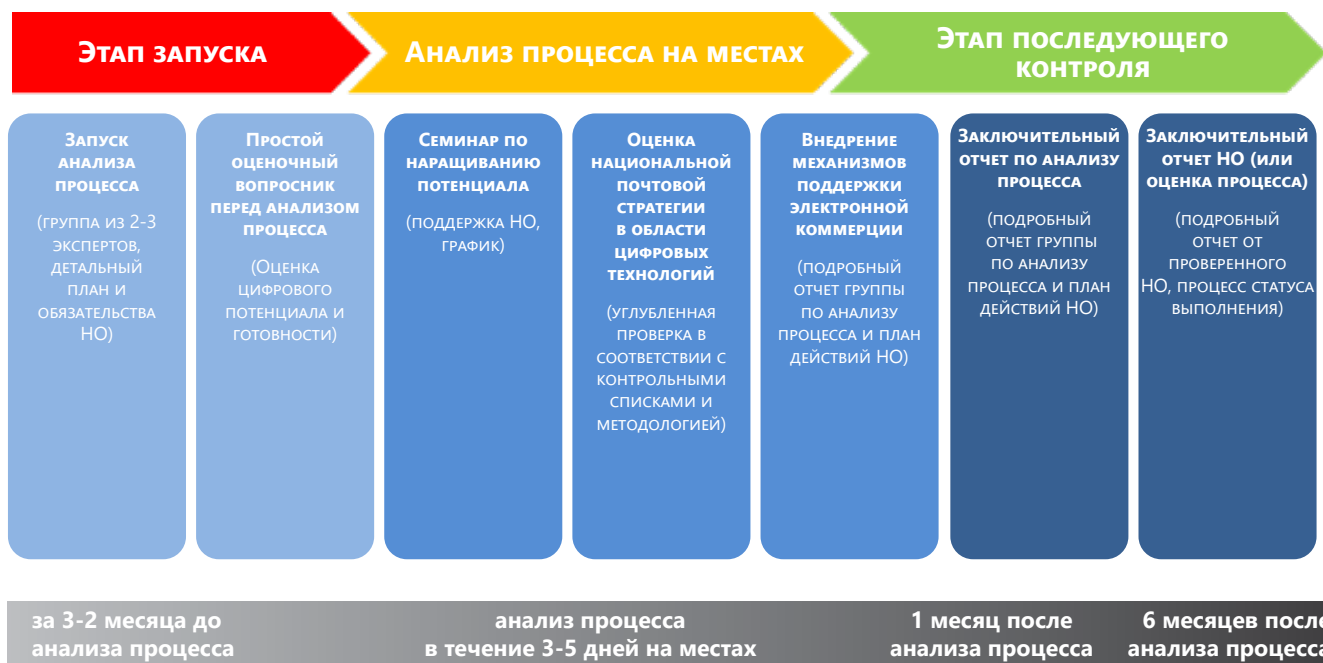 Этап запуска
Анализ процесса на местах
Этап последующего
контроля
Запуск
анализа
процесса
(группа из 2-3
экспертов,
детальный
план и
обязательства
НО)
Простой
оценочный
вопросник
перед анализом
процесса
(Оценка
цифрового
потенциала и
готовности)
Семинар по
наращиванию
потенциала
(поддержка НО,
график)
Оценка
национальной
почтовой
стратегии
в области
цифровых
технологий
(углубленная
проверка в
соответствии с
контрольными
списками и
методологией)
Внедрение
механизмов
поддержки
электронной
коммерции
(подробный
отчет группы
по анализу
процесса и план
действий НО)
Заключительный
отчет по анализу
процесса
(подробный
отчет группы
по анализу
процесса и план
действий НО)
Заключительный
отчет НО (или
оценка процесса)
(подробный
отчет от
проверенного
НО, процесс статуса
выполнения)
за 3-2 месяца до
анализа процесса
анализ процесса
в течение 3-5 дней на местах
1 месяц после
анализа процесса
6 месяцев после
анализа процесса